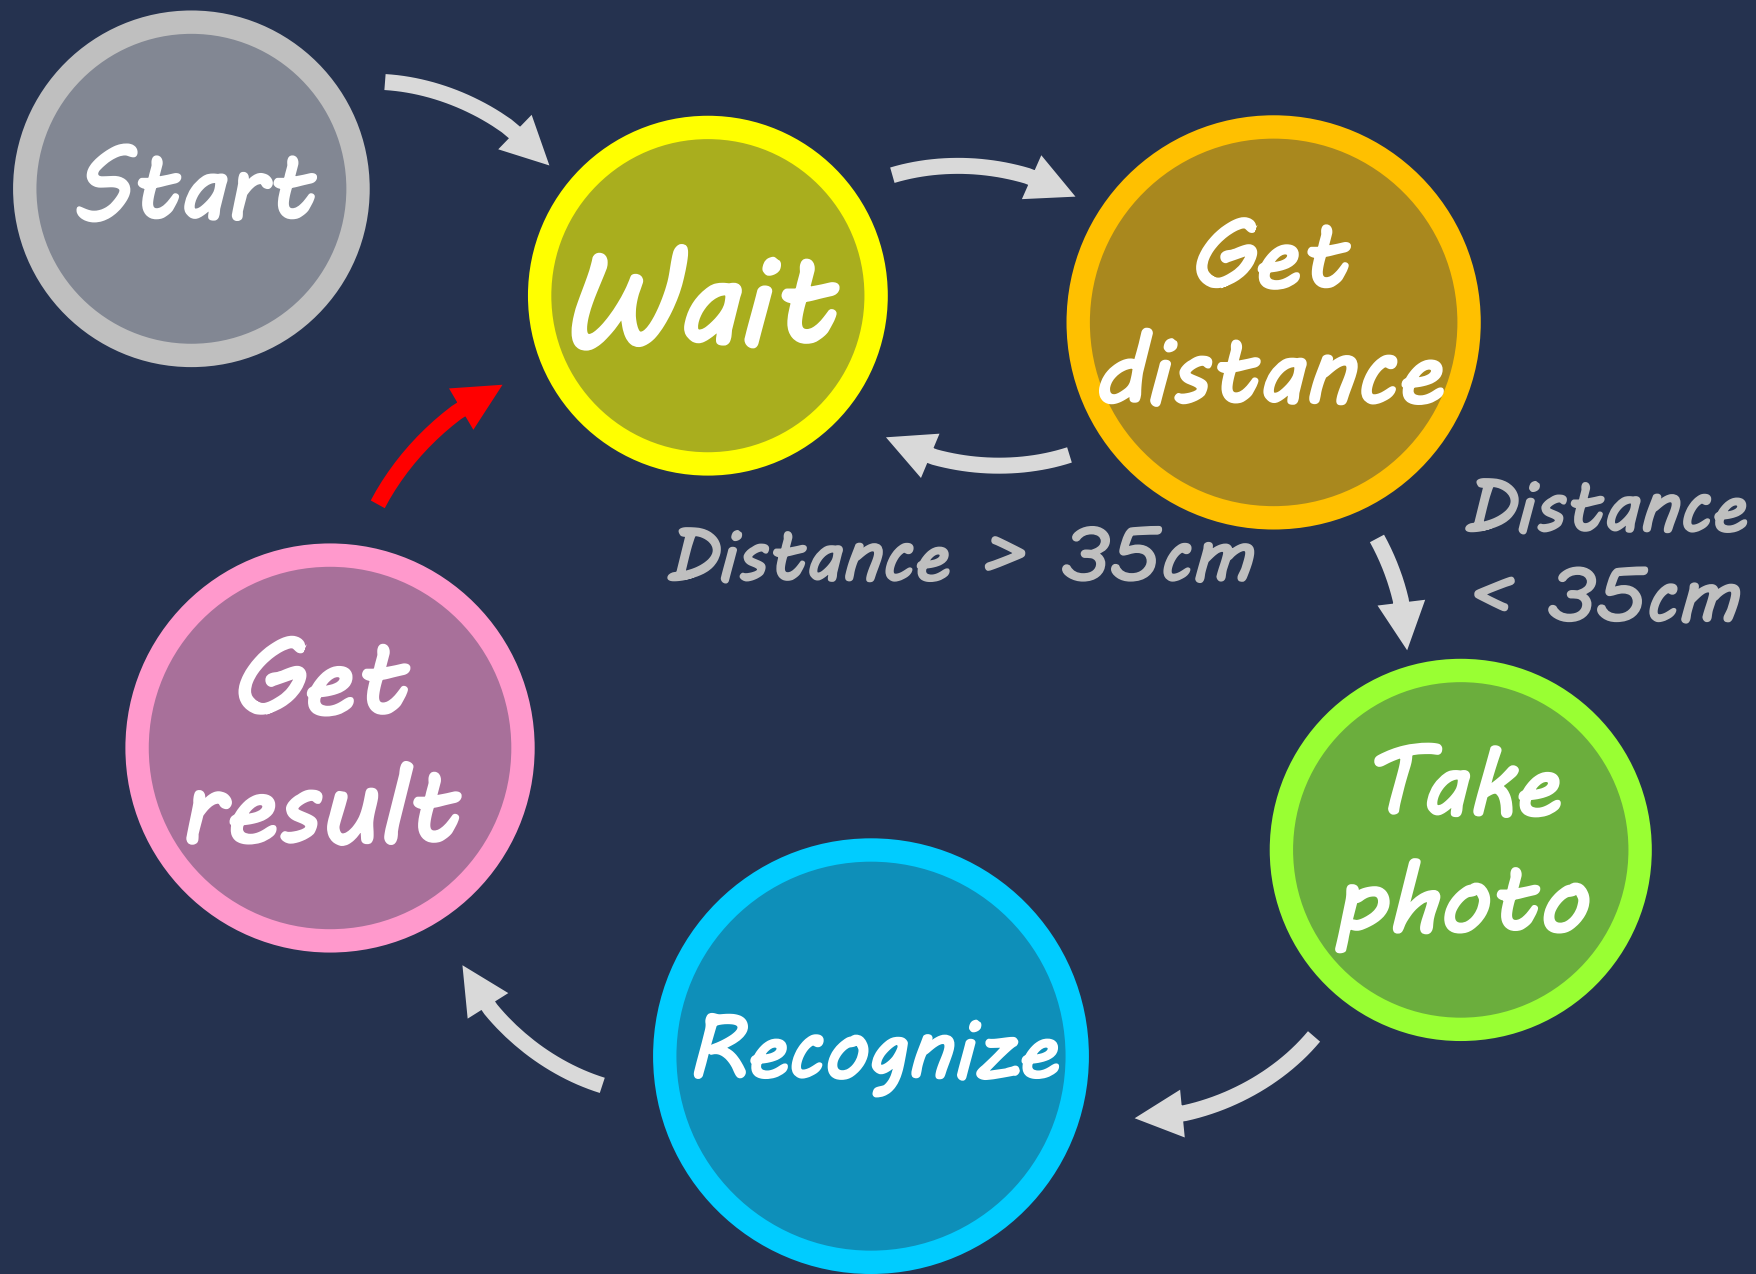 Start
Wait
Get
distance
Distance > 35cm
Distance
< 35cm
Take
photo
Recognize
Get
result